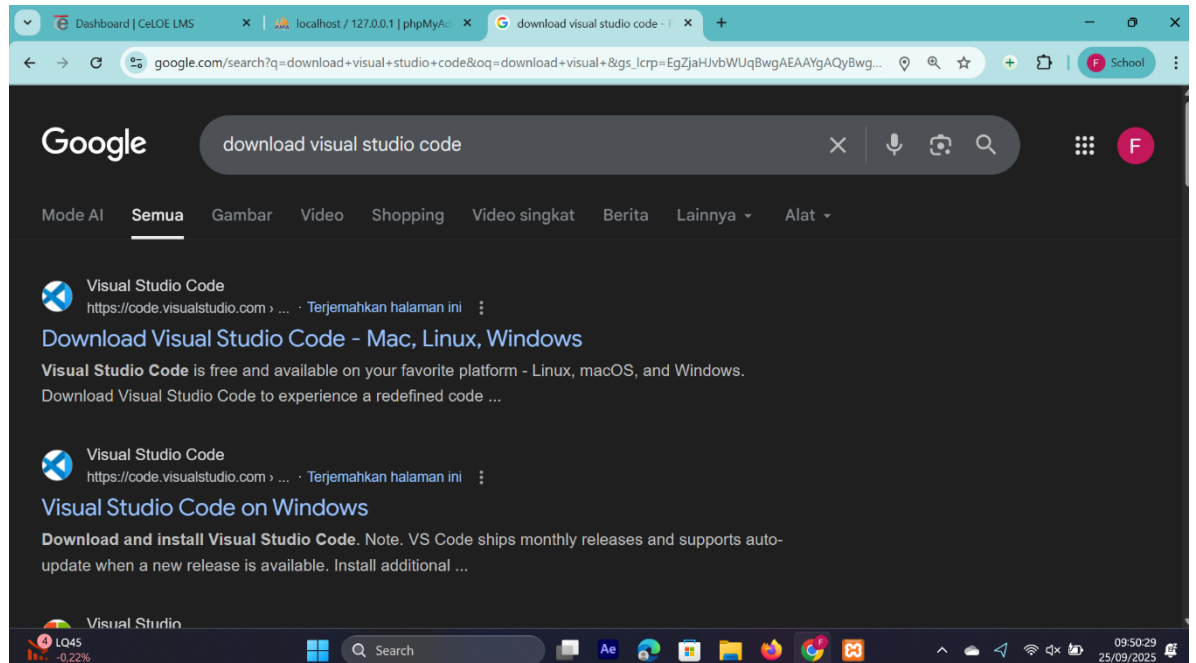 Dashboard | CeLOE LMS
localhost / 127.0.0.1 | phpMyAd
download visual studio code -
google.com/search?q=download+visual+studio+code&oq=download+visual+&gs_lcrp=EgZjaHJvbWUqBwgAEAAYgAQyBwg...
F School
Google
download visual studio code
F
Mode AI Semua Gambar Video Shopping Video singkat Berita Lainnya Alat
Visual Studio Code
https://code.visualstudio.com › ... · Terjemahkan halaman ini
Download Visual Studio Code - Mac, Linux, Windows
Visual Studio Code is free and available on your favorite platform - Linux, macOS, and Windows.
Download Visual Studio Code to experience a redefined code ...
Visual Studio Code
https://code.visualstudio.com › ... · Terjemahkan halaman ini
Visual Studio Code on Windows
Download and install Visual Studio Code. Note. VS Code ships monthly releases and supports auto-
update when a new release is available. Install additional ...
Visual Studio
4 LQ45
-0,22%
Search
Ae
09:50:29
25/09/2025